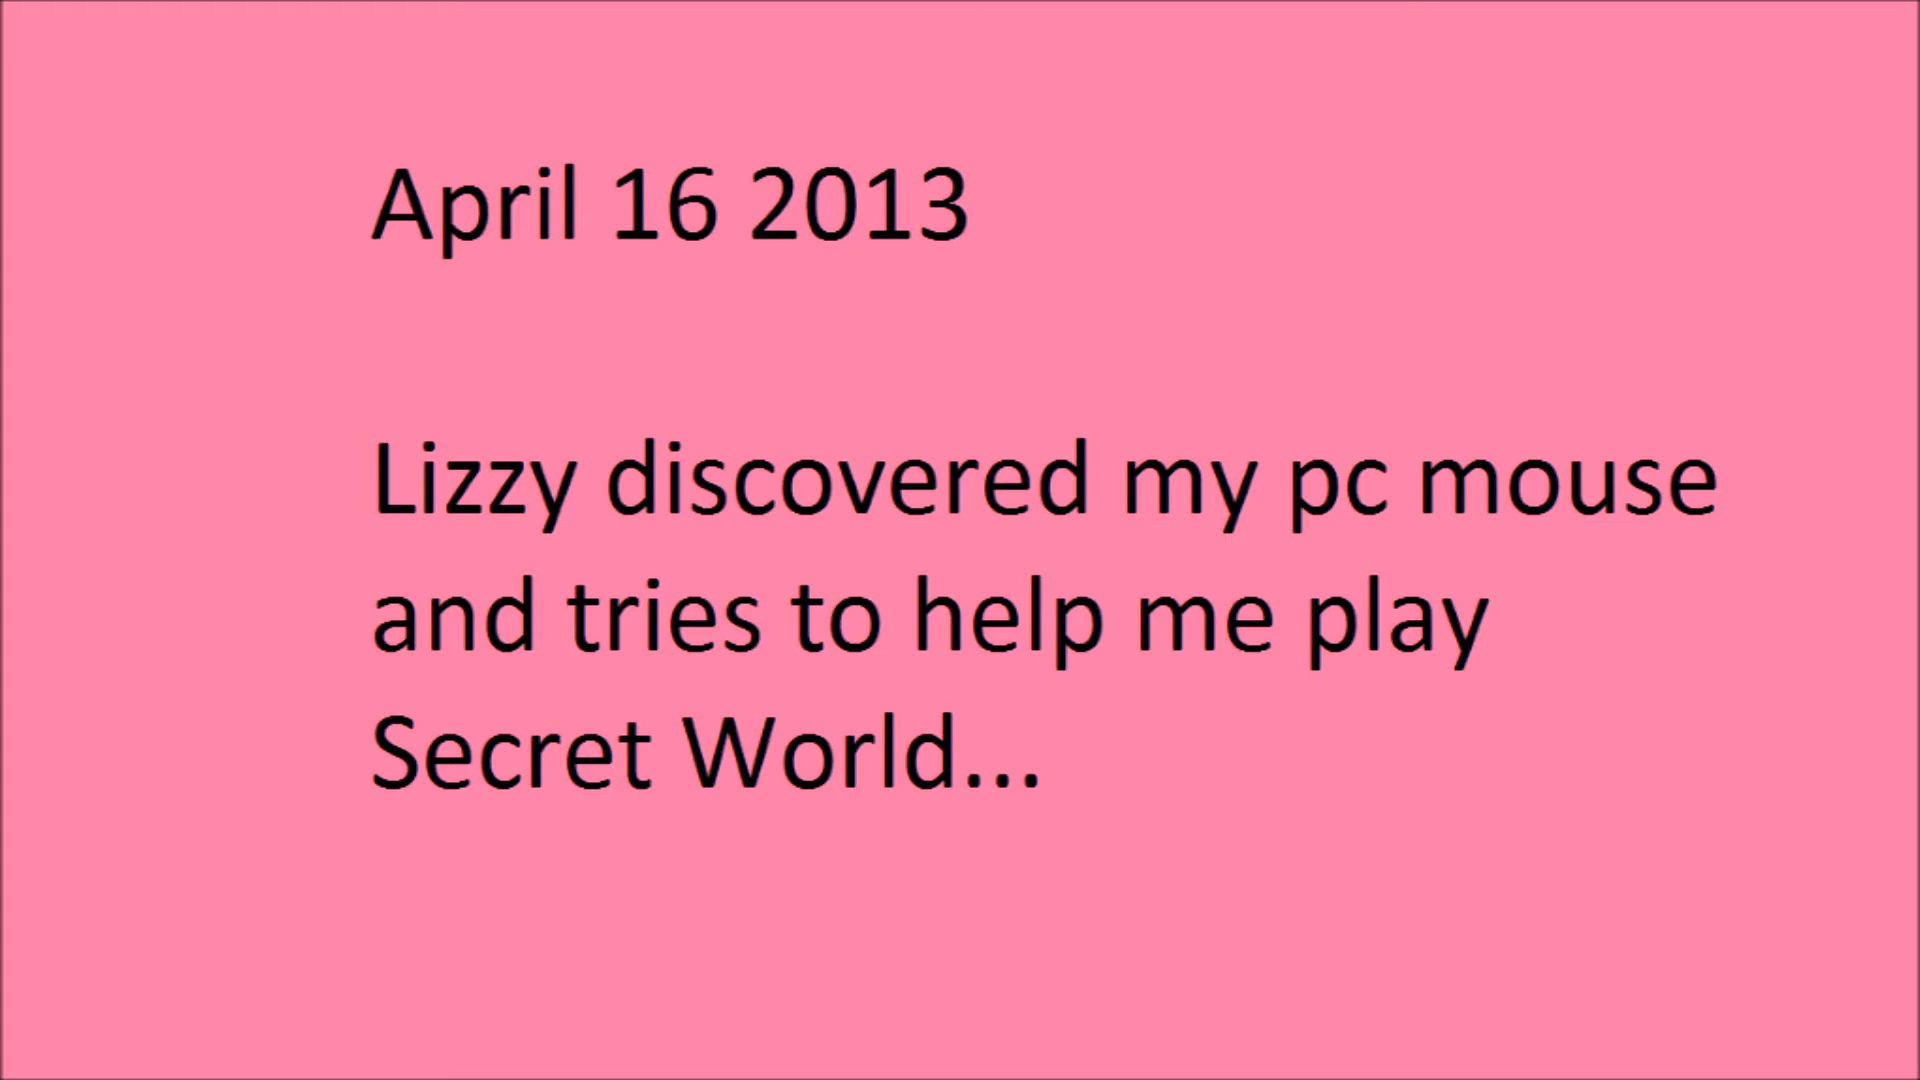 April 16 2013
Lizzy discovered my pc mouse
and tries to help me play
Secret World...